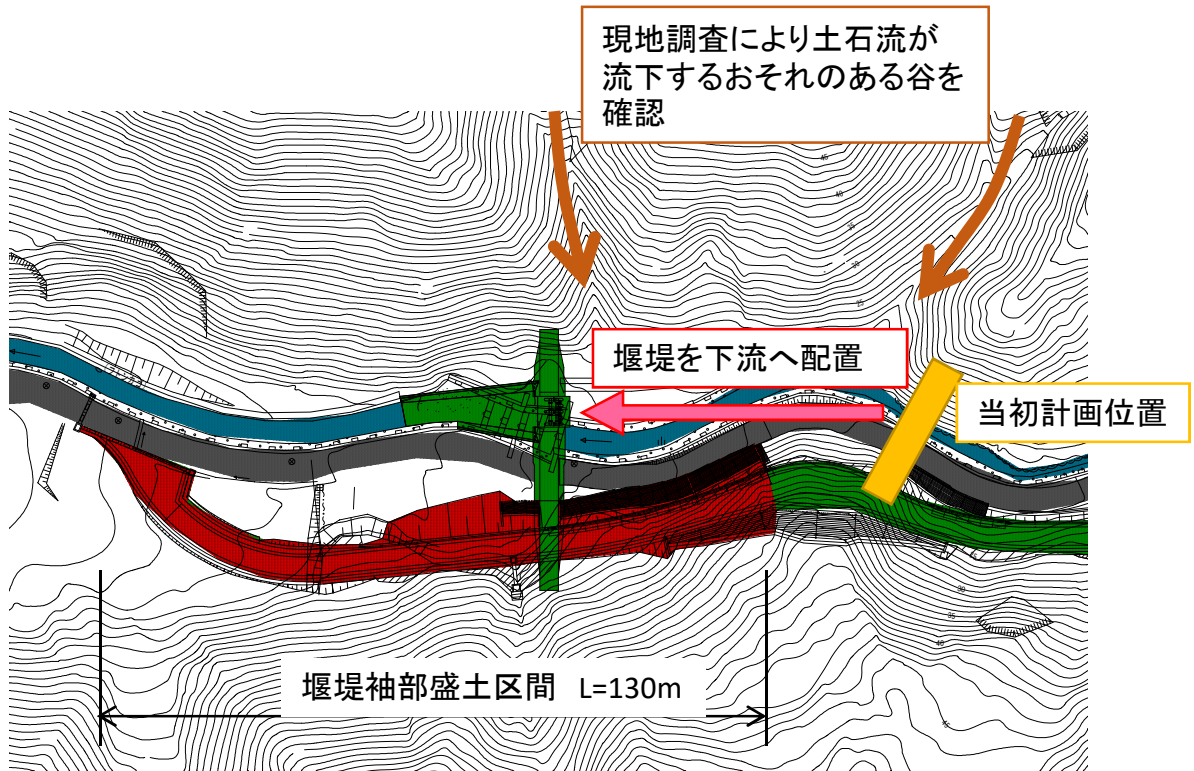 現地調査により土石流が
流下するおそれのある谷を
確認
堰堤を下流へ配置
当初計画位置
堰堤袖部盛土区間 L=130m